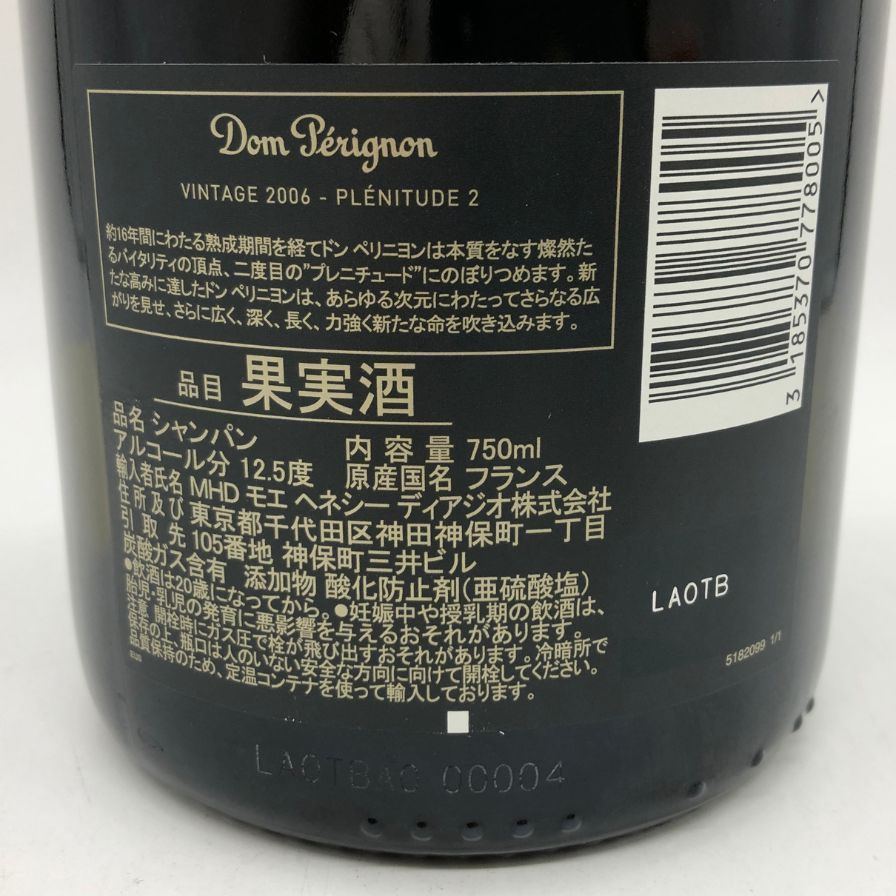 Dom Pérignon
VINTAGE 2006 - PLÉNITUDE 2
約16年間にわたる熟成期間を経てドン ペリニヨンは本質をなす燦然た
るバイタリティの頂点、二度目の"プレニチュード"にのぼりつめます。新
たな高みに達したドン ペリニヨンは、あらゆる次元にわたってさらなる広
がりを見せ、さらに広く、深く、長く、力強く新たな命を吹き込みます。
品目 果実酒
品名 シャンパン 内容量 750ml
アルコール分 12.5度 原産国名 フランス
輸入者氏名 MHD モエ ヘネシー ディアジオ株式会社
住所及び 東京都千代田区神田神保町一丁目
引取先 105番地 神保町三井ビル
炭酸ガス含有 添加物 酸化防止剤(亜硫酸塩)
●飲酒は20歳になってから。●妊娠中や授乳期の飲酒は、
胎児・乳児の発育に悪影響を与えるおそれがあります。
注意 開栓時にガス圧で栓が飛び出すおそれがあります。冷暗所で
保存の上、瓶口は人のいない安全な方向に向けて開栓してください。
品質保持のため、定温コンテナを使って輸入しております。
3 185370 778005 >
LAOTB
5182099 1/1
LAOTBAC 00004